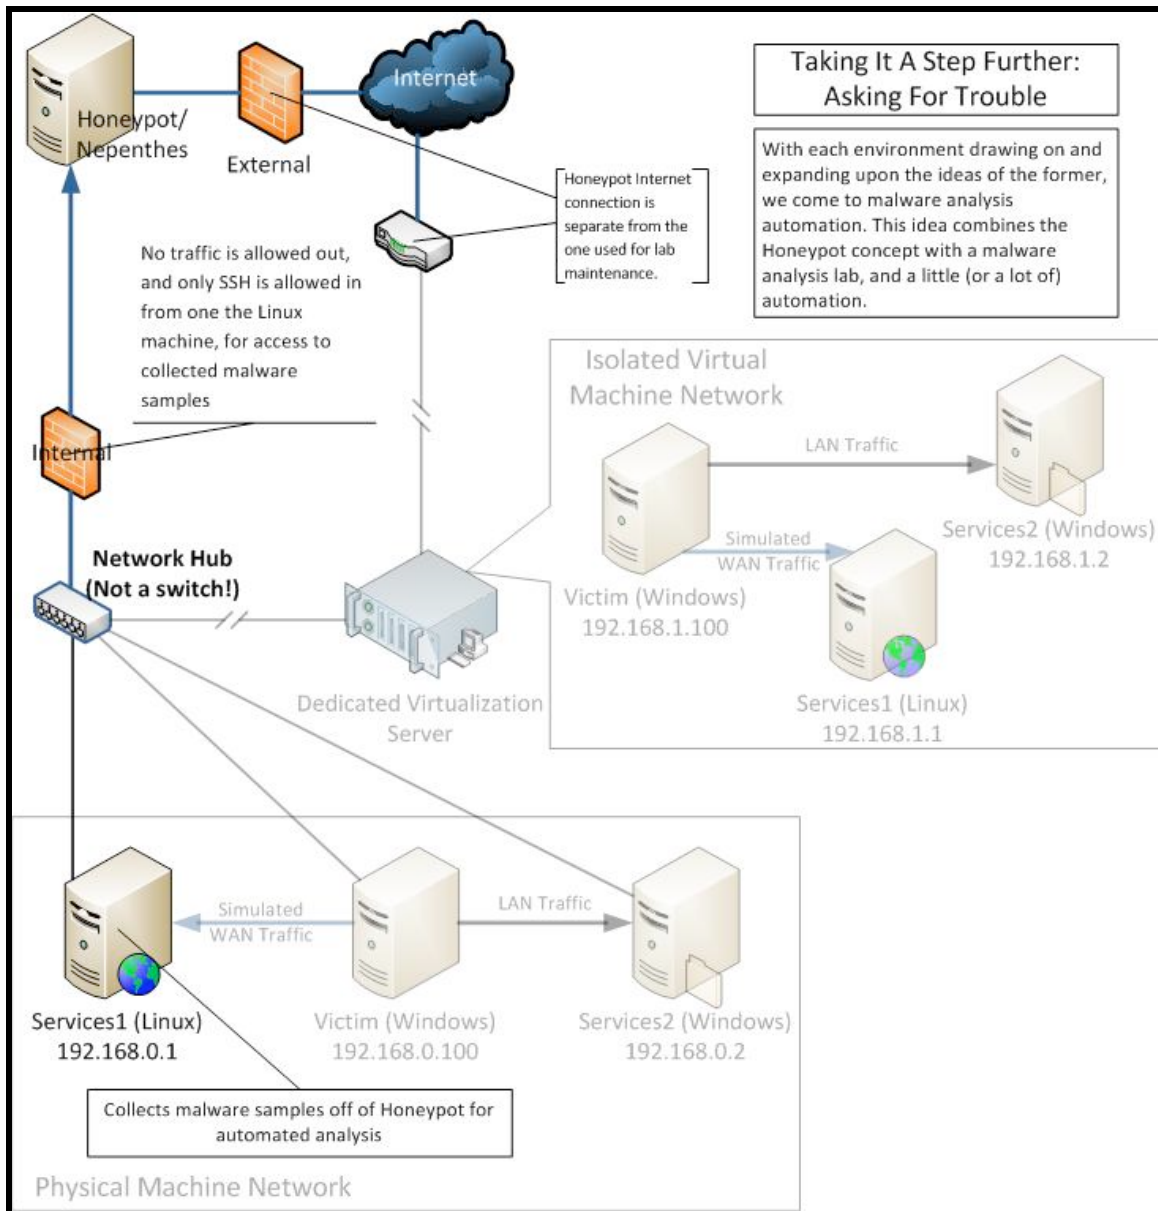 Taking It A Step Further:
Asking For Trouble
With each environment drawing on and
expanding upon the ideas of the former,
we come to malware analysis
automation. This idea combines the
Honeypot concept with a malware
analysis lab, and a little (or a lot of)
automation.
Honeypot/
Nepenthes
External
Internet
Honeypot Internet
connection is
separate from the
one used for lab
maintenance.
No traffic is allowed out,
and only SSH is allowed in
from one the Linux
machine, for access to
collected malware
samples
Internal
Network Hub
(Not a switch!)
Dedicated Virtualization
Server
Isolated Virtual
Machine Network
LAN Traffic
Services2 (Windows)
192.168.1.2
Simulated
WAN Traffic
Victim (Windows)
192.168.1.100
Services1 (Linux)
192.168.1.1
Simulated
WAN Traffic
LAN Traffic
Services1 (Linux)
192.168.0.1
Victim (Windows)
192.168.0.100
Services2 (Windows)
192.168.0.2
Collects malware samples off of Honeypot for
automated analysis
Physical Machine Network